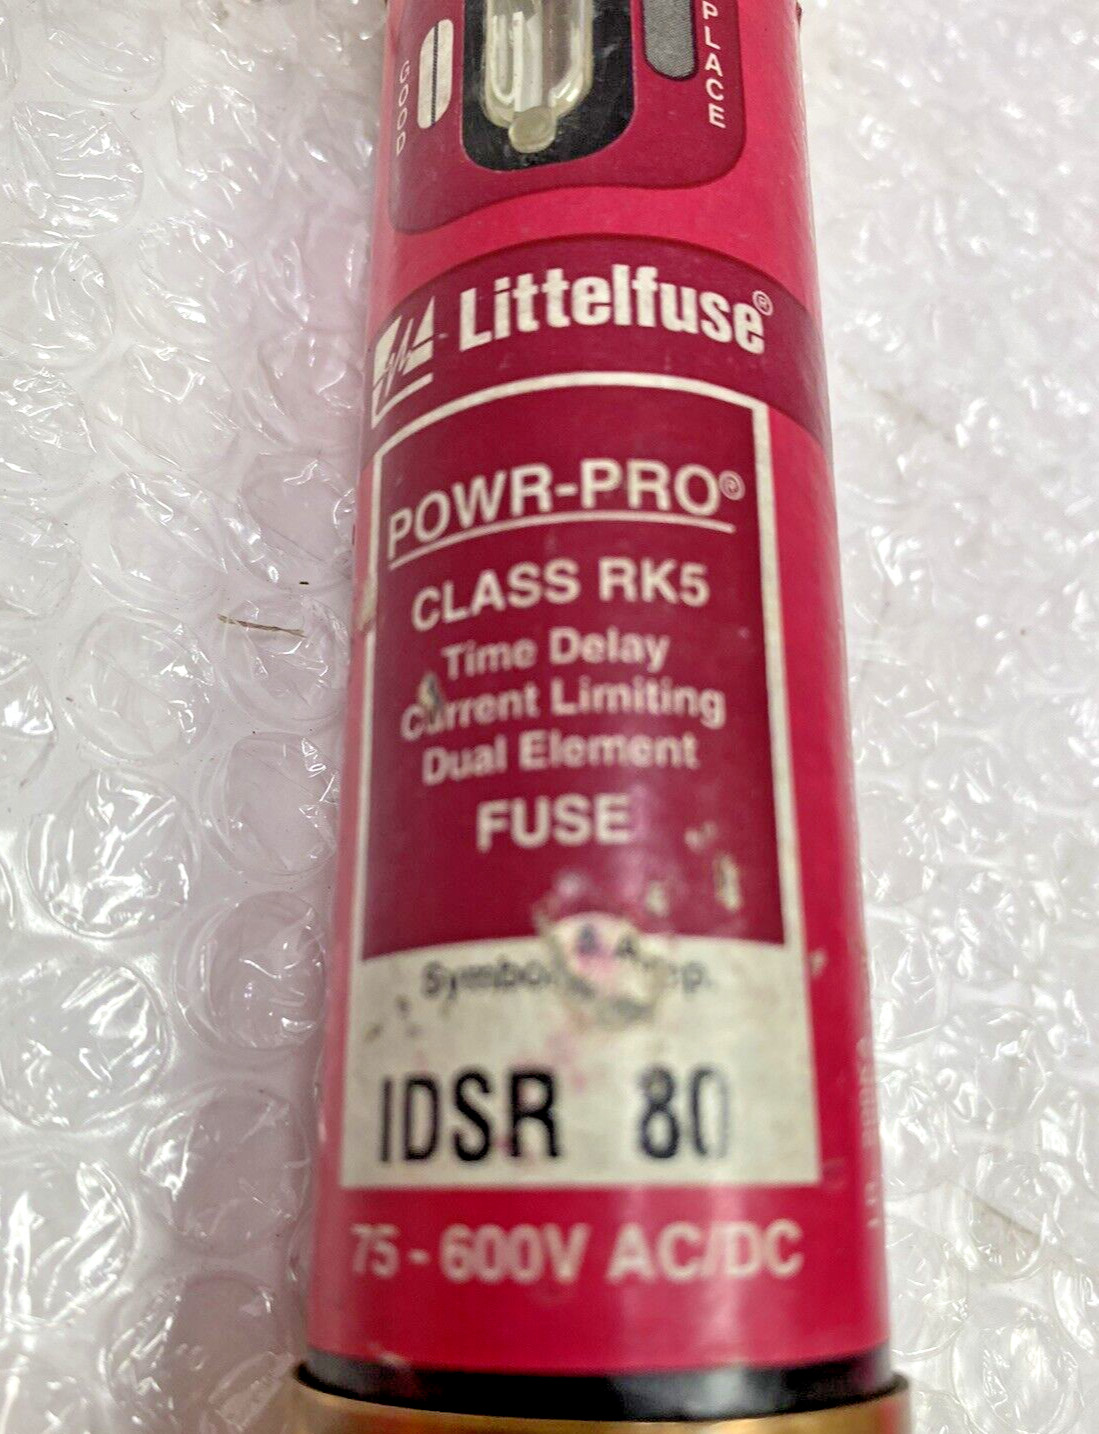 GOOD
PLACE
Littelfuse®
POWR-PRO®
CLASS RK5
Time Delay
Current Limiting
Dual Element
FUSE
IDSR 80
75 - 600V AC/DC